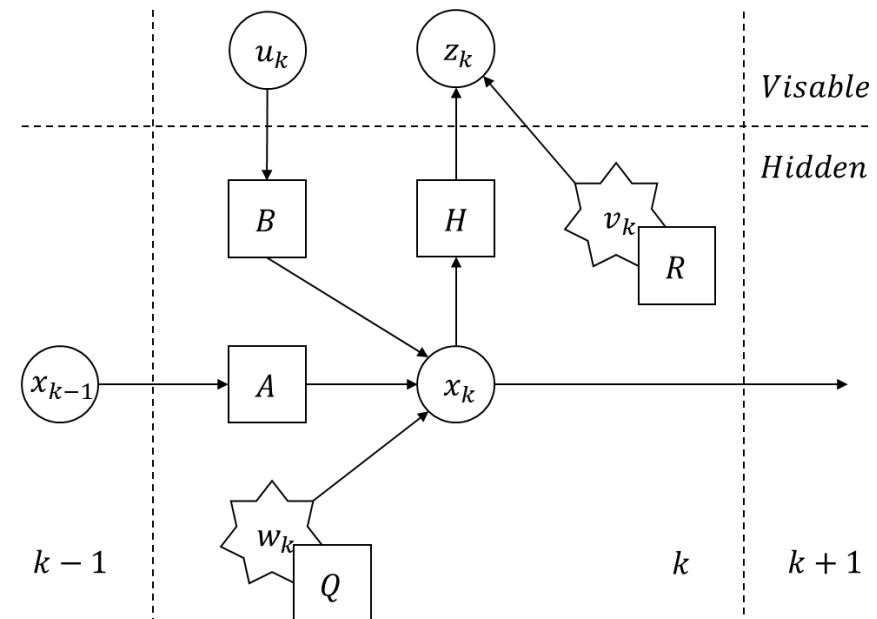 u_k
z_k
Visable
Hidden
B
H
v_k
R
x_{k-1}
A
x_k
w_k
Q
k − 1
k
k + 1